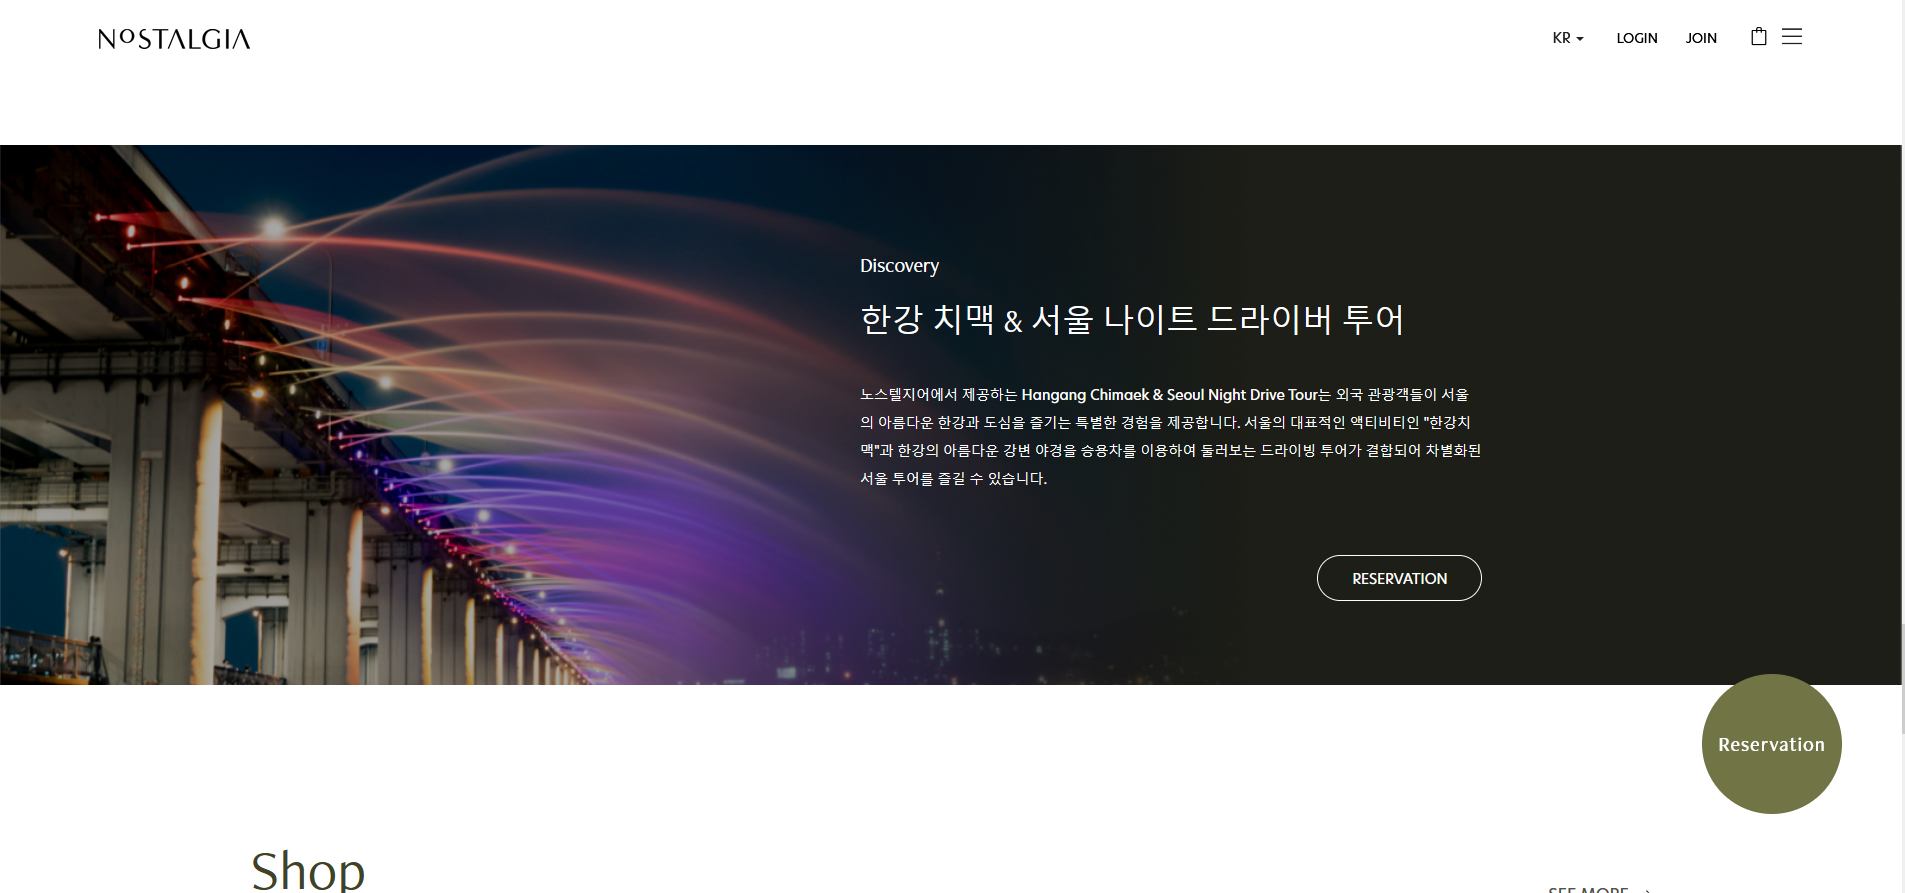 NOSTALGIA
KR
LOGIN
JOIN
Discovery
한강 치맥 & 서울 나이트 드라이버 투어
노스텔지어에서 제공하는 Hangang Chimaek & Seoul Night Drive Tour는 외국 관광객들이 서울
의 아름다운 한강과 도심을 즐기는 특별한 경험을 제공합니다. 서울의 대표적인 액티비티인 "한강치
맥"과 한강의 아름다운 강변 야경을 승용차를 이용하여 둘러보는 드라이빙 투어가 결합되어 차별화된
서울 투어를 즐길 수 있습니다.
RESERVATION
Reservation
Shop
SEE MORE